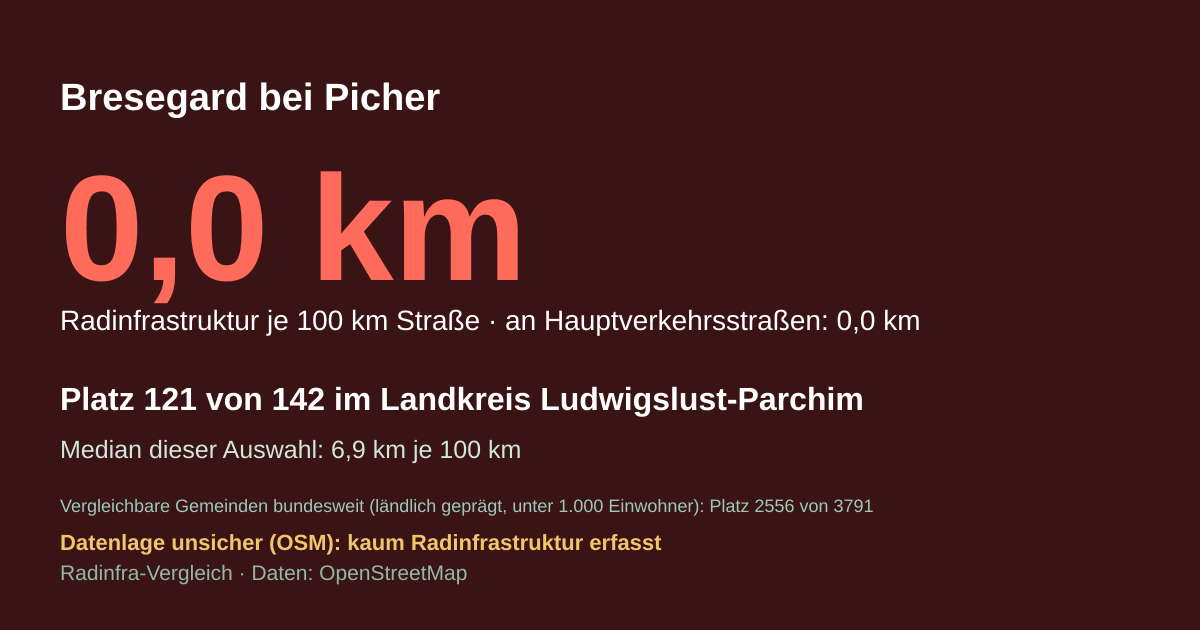 Bresegard bei Picher
0,0 km
Radinfrastruktur je 100 km Straße · an Hauptverkehrsstraßen: 0,0 km
Platz 121 von 142 im Landkreis Ludwigslust-Parchim
Median dieser Auswahl: 6,9 km je 100 km
Vergleichbare Gemeinden bundesweit (ländlich geprägt, unter 1.000 Einwohner): Platz 2556 von 3791
Datenlage unsicher (OSM): kaum Radinfrastruktur erfasst
Radinfra-Vergleich · Daten: OpenStreetMap